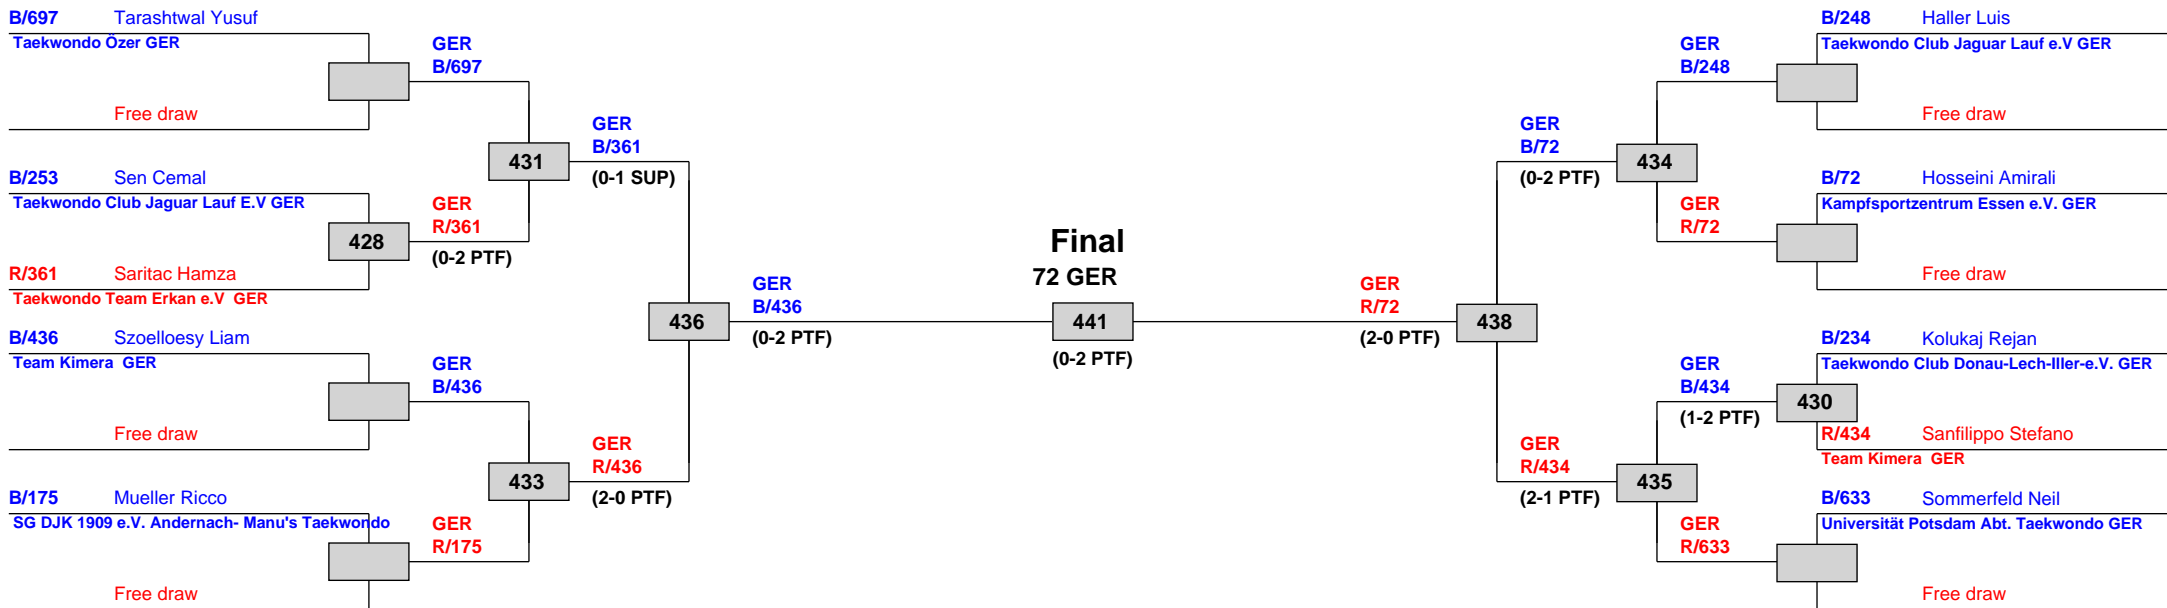 B/697 Tarashtwal Yusuf
Taekwondo Özer GER
Free draw
GER
B/697
B/253 Sen Cemal
Taekwondo Club Jaguar Lauf E.V GER
428
R/361 Saritac Hamza
Taekwondo Team Erkan e.V  GER
GER
R/361
(0-2 PTF)
431
GER
B/361
(0-1 SUP)
B/436 Szoelloesy Liam
Team Kimera  GER
Free draw
GER
B/436
B/175 Mueller Ricco
SG DJK 1909 e.V. Andernach- Manu's Taekwondo
Free draw
GER
R/175
433
GER
R/436
(2-0 PTF)
436
GER
B/436
(0-2 PTF)
Final
72 GER
441
(0-2 PTF)
GER
R/72
(2-0 PTF)
438
GER
B/72
(0-2 PTF)
434
GER
B/248
B/248 Haller Luis
Taekwondo Club Jaguar Lauf e.V GER
Free draw
GER
R/72
B/72 Hosseini Amirali
Kampfsportzentrum Essen e.V. GER
Free draw
GER
R/434
(2-1 PTF)
435
GER
B/434
(1-2 PTF)
430
B/234 Kolukaj Rejan
Taekwondo Club Donau-Lech-Iller-e.V. GER
R/434 Sanfilippo Stefano
Team Kimera  GER
GER
R/633
B/633 Sommerfeld Neil
Universität Potsdam Abt. Taekwondo GER
Free draw